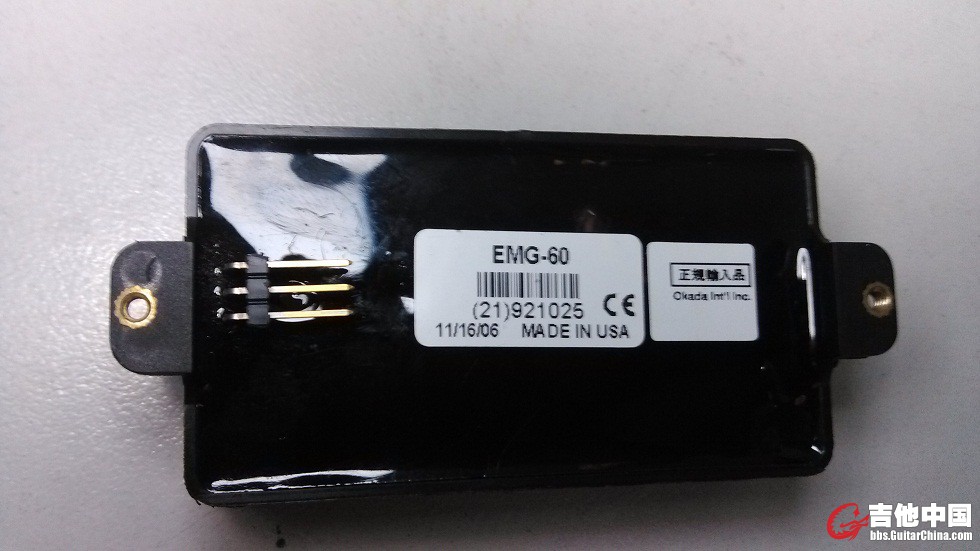 EMG-60
(21)921025
CE
11/16/06 MADE IN USA
正規輸入品
Okada Int'l Inc.
吉他中国
bbs.GuitarChina.com